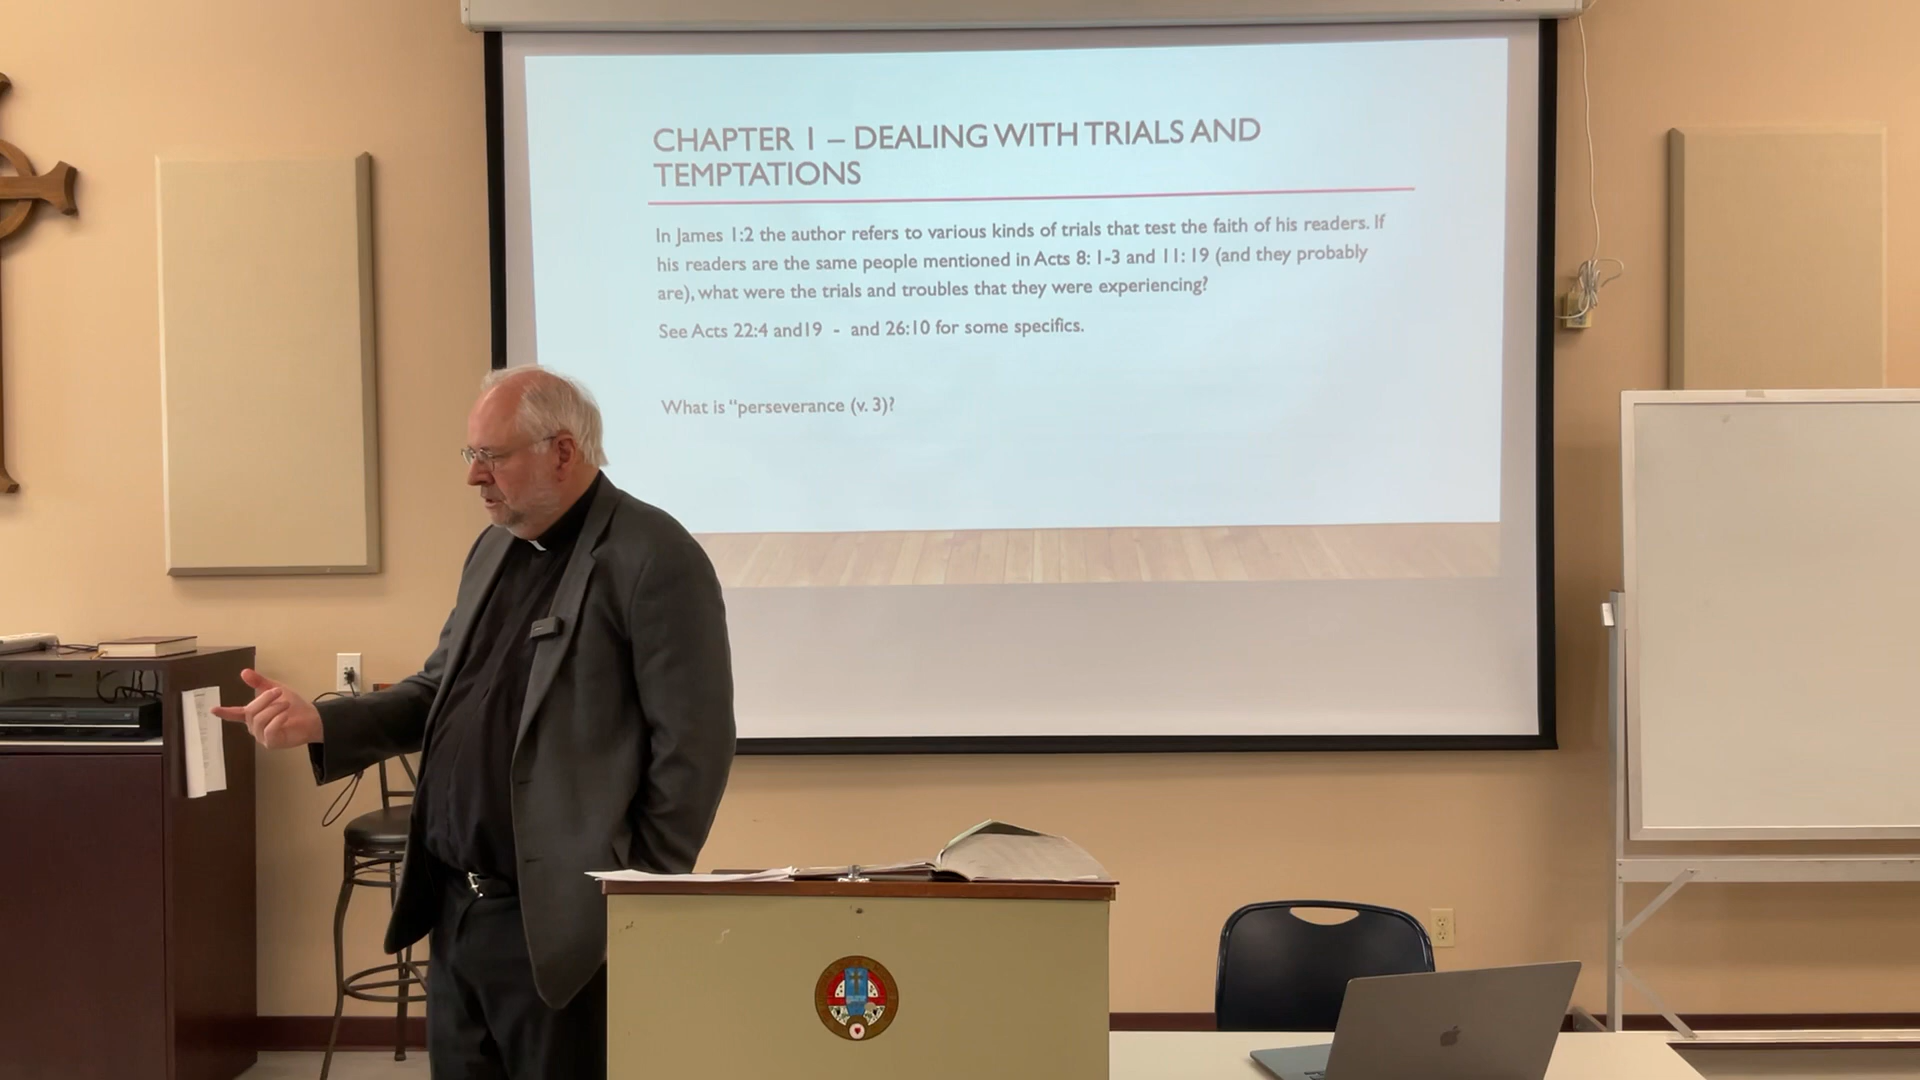 CHAPTER 1 – DEALING WITH TRIALS AND
TEMPTATIONS
In James 1:2 the author refers to various kinds of trials that test the faith of his readers. If
his readers are the same people mentioned in Acts 8: 1-3 and 11: 19 (and they probably
are), what were the trials and troubles that they were experiencing?
See Acts 22:4 and19 - and 26:10 for some specifics.
What is “perseverance (v. 3)?